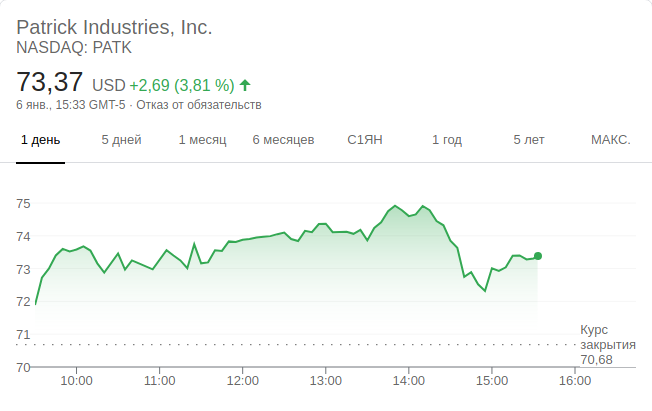 Patrick Industries, Inc.
NASDAQ: PATK
73,37 USD +2,69 (3,81 %)
6 янв., 15:33 GMT-5 · Отказ от обязательств
1 день 5 дней 1 месяц 6 месяцев С1ЯН 1 год 5 лет МАКС.
75
74
73
72
71
Курс
закрытия
70,68
70
10:00 11:00 12:00 13:00 14:00 15:00 16:00